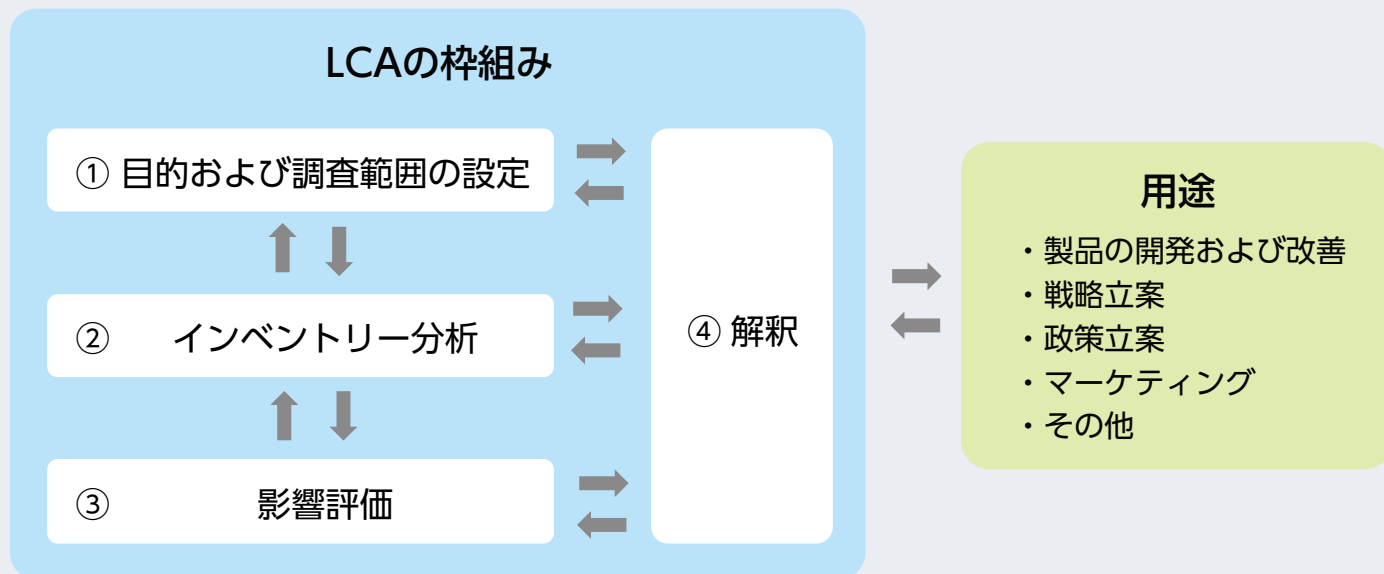 LCAの枠組み
① 目的および調査範囲の設定
② インベントリー分析
③ 影響評価
④ 解釈
用途
・製品の開発および改善
・戦略立案
・政策立案
・マーケティング
・その他